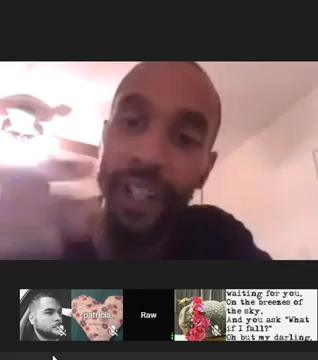 patricia
Raw
waiting for you,
On the breezes of
the sky,
And you ask "What
if I fall?"
Oh but my darling,